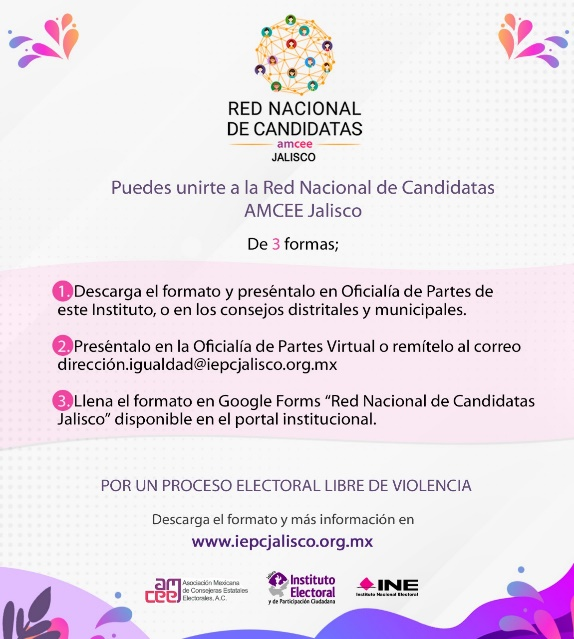 RED NACIONAL
DE CANDIDATAS
amcee
JALISCO
Puedes unirte a la Red Nacional de Candidatas
AMCEE Jalisco
De 3 formas;
1. Descarga el formato y preséntalo en Oficialía de Partes de
este Instituto, o en los consejos distritales y municipales.
2. Preséntalo en la Oficialía de Partes Virtual o remítelo al correo
dirección.igualdad@iepcjalisco.org.mx
3. Llena el formato en Google Forms “Red Nacional de Candidatas
Jalisco” disponible en el portal institucional.
POR UN PROCESO ELECTORAL LIBRE DE VIOLENCIA
Descarga el formato y más información en
www.iepcjalisco.org.mx
am
cee
Asociación Mexicana
de Consejeras Estatales
Electorales, A.C.
Instituto
Electoral
y de Participación Ciudadana
INE
Instituto Nacional Electoral